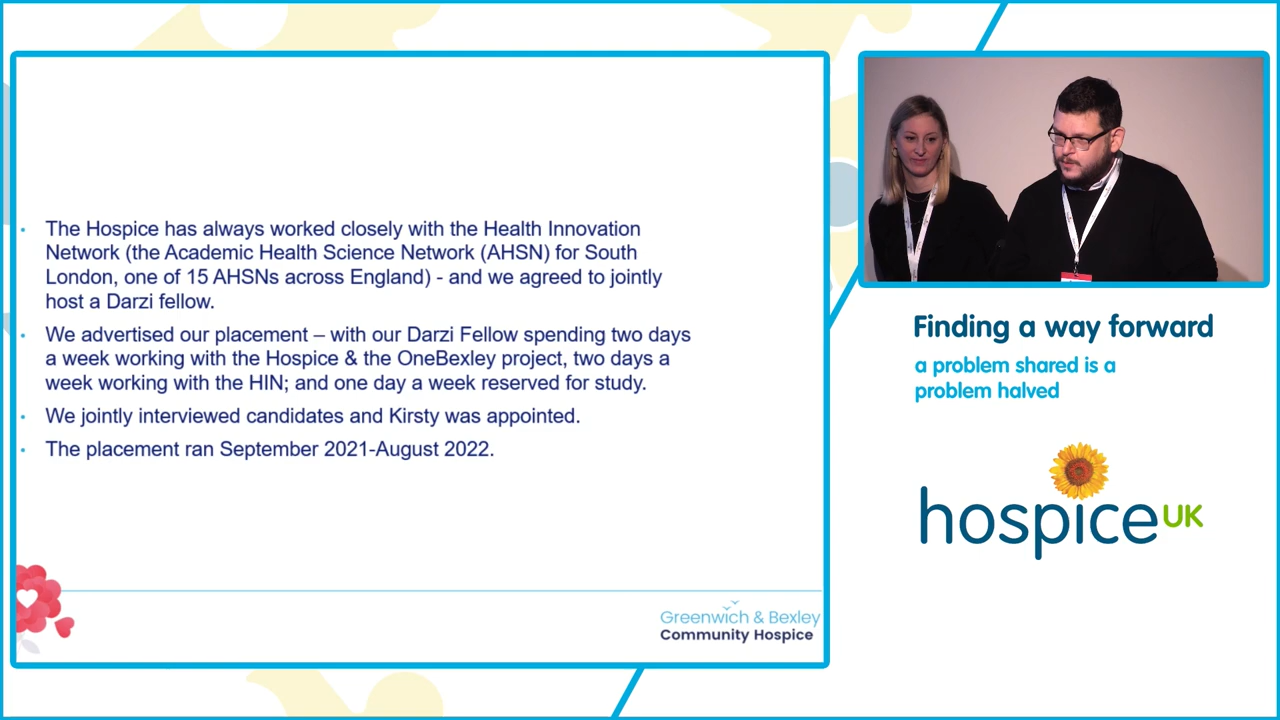 The Hospice has always worked closely with the Health Innovation
Network (the Academic Health Science Network (AHSN) for South
London, one of 15 AHSNs across England) - and we agreed to jointly
host a Darzi fellow.
We advertised our placement – with our Darzi Fellow spending two days
a week working with the Hospice & the OneBexley project, two days a
week working with the HIN; and one day a week reserved for study.
We jointly interviewed candidates and Kirsty was appointed.
The placement ran September 2021-August 2022.
Greenwich & Bexley
Community Hospice
Finding a way forward
a problem shared is a
problem halved
hospice UK